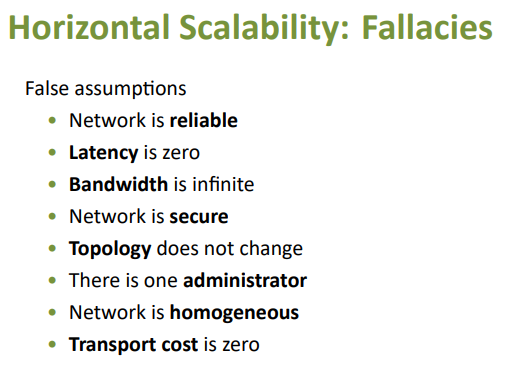 Horizontal Scalability: Fallacies
False assumptions
• Network is reliable
• Latency is zero
• Bandwidth is infinite
• Network is secure
• Topology does not change
• There is one administrator
• Network is homogeneous
• Transport cost is zero